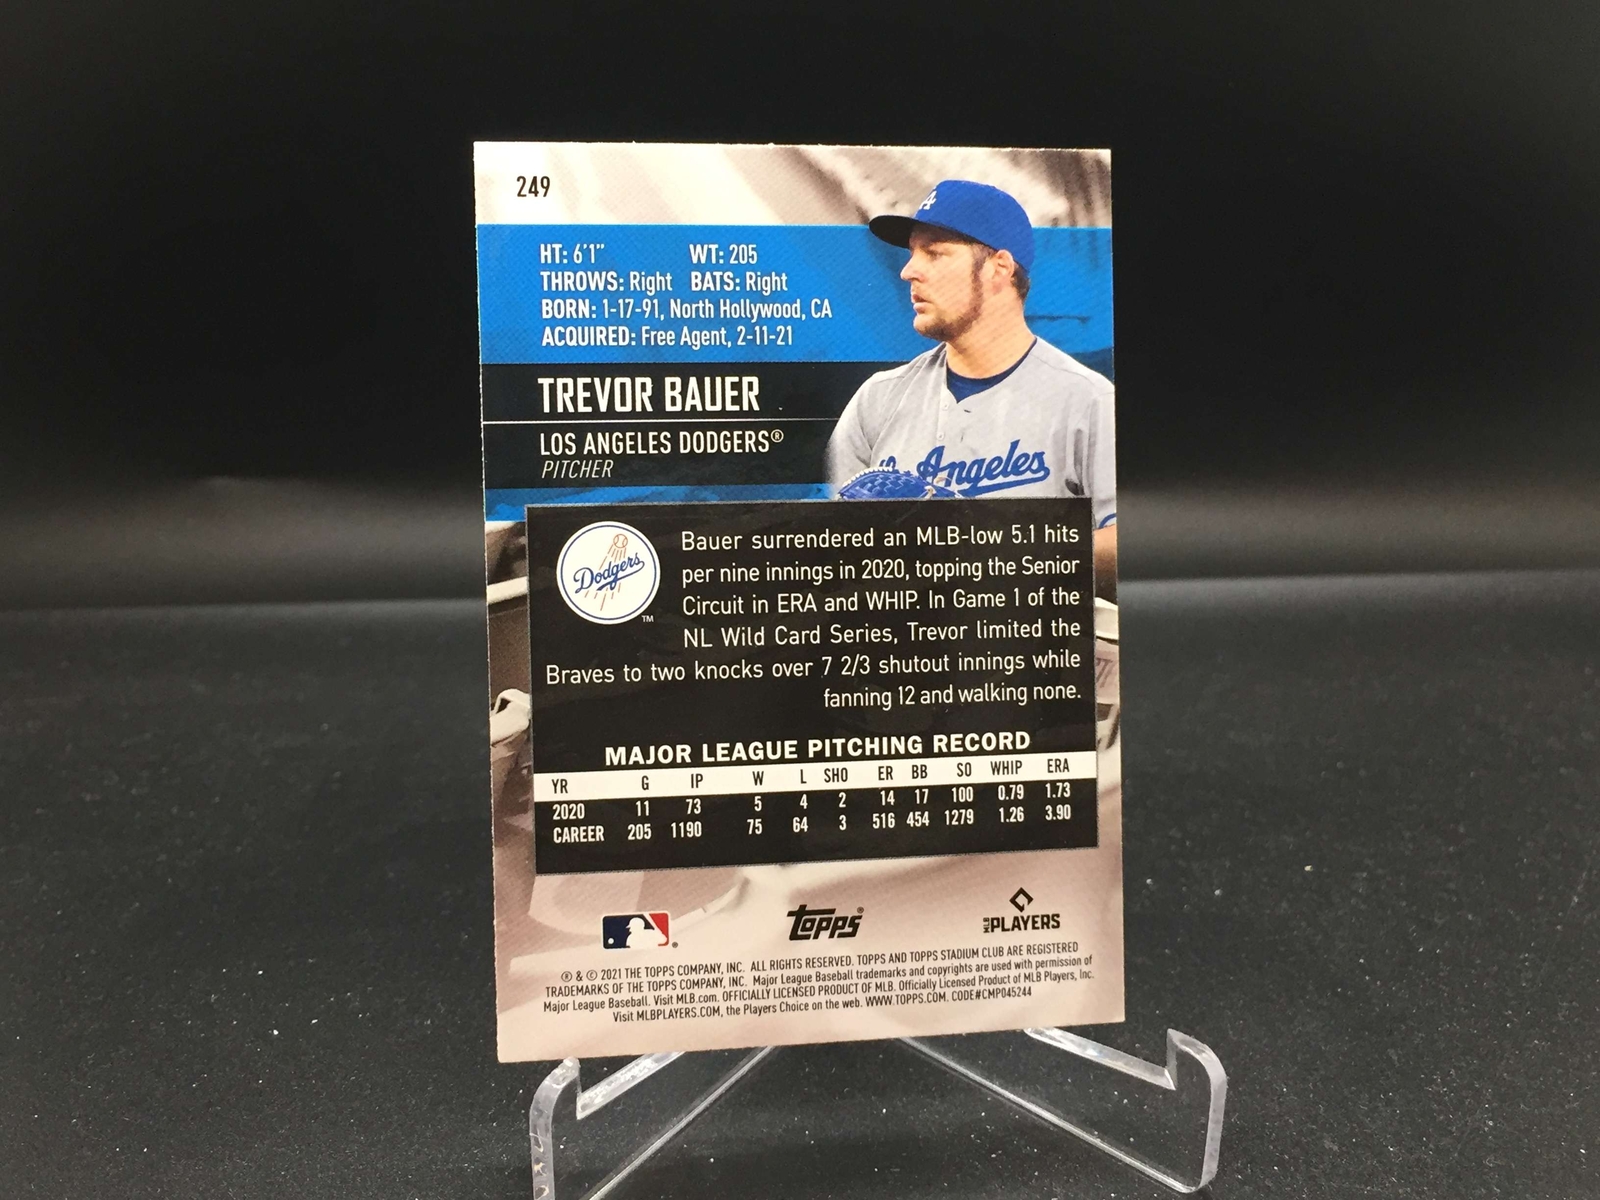 249
HT: 6'1" WT: 205
THROWS: Right BATS: Right
BORN: 1-17-91, North Hollywood, CA
ACQUIRED: Free Agent, 2-11-21
TREVOR BAUER
LOS ANGELES DODGERS®
PITCHER
LA
Los Angeles
Dodgers
TM
Bauer surrendered an MLB-low 5.1 hits
per nine innings in 2020, topping the Senior
Circuit in ERA and WHIP. In Game 1 of the
NL Wild Card Series, Trevor limited the
Braves to two knocks over 7 2/3 shutout innings while
fanning 12 and walking none.
MAJOR LEAGUE PITCHING RECORD
YR G IP W L SHO ER BB SO WHIP ERA
2020 11 73 5 4 2 14 17 100 0.79 1.73
CAREER 205 1190 75 64 3 516 454 1279 1.26 3.90
®
topps®
MLB PLAYERS
® & © 2021 THE TOPPS COMPANY, INC. ALL RIGHTS RESERVED. TOPPS AND TOPPS STADIUM CLUB ARE REGISTERED
TRADEMARKS OF THE TOPPS COMPANY, INC. Major League Baseball trademarks and copyrights are used with permission of
Major League Baseball. Visit MLB.com. OFFICIALLY LICENSED PRODUCT OF MLB. Officially Licensed Product of MLB Players, Inc.
Visit MLBPLAYERS.COM, the Players Choice on the web. WWW.TOPPS.COM. CODE#CMP045244